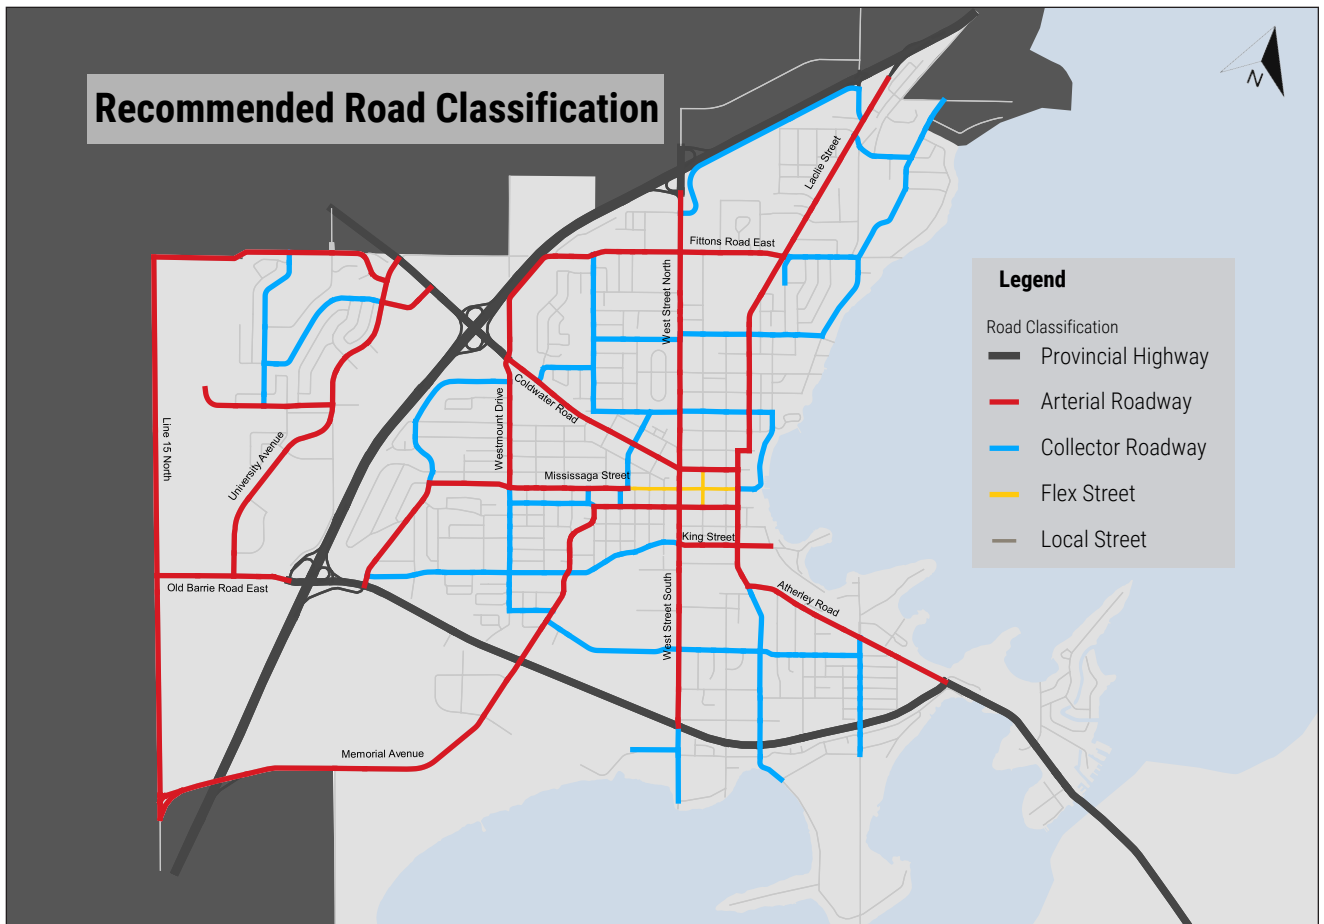 Recommended Road Classification
N
Laclie Street
Fittons Road East
West Street North
Legend
Road Classification
Provincial Highway
Arterial Roadway
Collector Roadway
Flex Street
Local Street
Coldwater Road
Westmount Drive
Line 15 North
University Avenue
Mississaga Street
King Street
Old Barrie Road East
West Street South
Atherley Road
Memorial Avenue